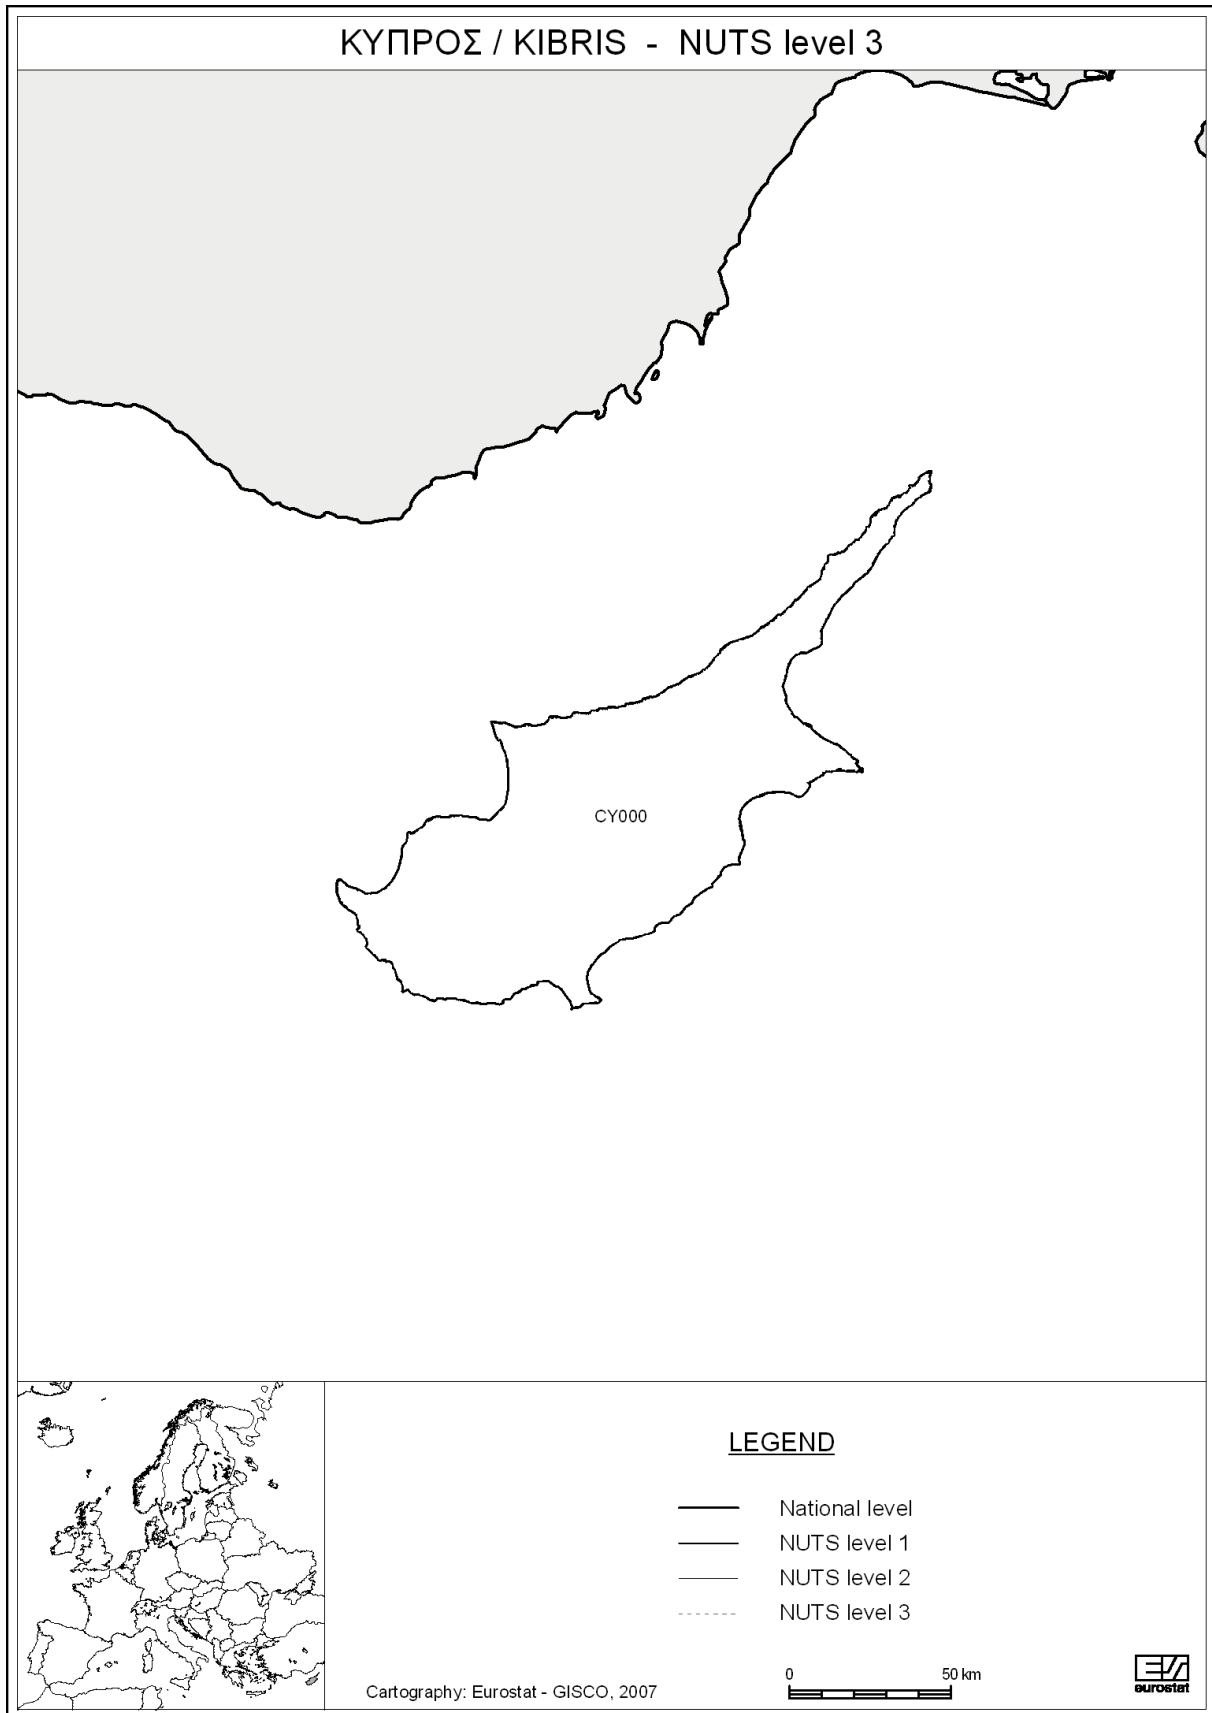 ΚΥΠΡΟΣ / KIBRIS - NUTS level 3
CY000
LEGEND
National level
NUTS level 1
NUTS level 2
NUTS level 3
0 50 km
Cartography: Eurostat - GISCO, 2007
eurostat